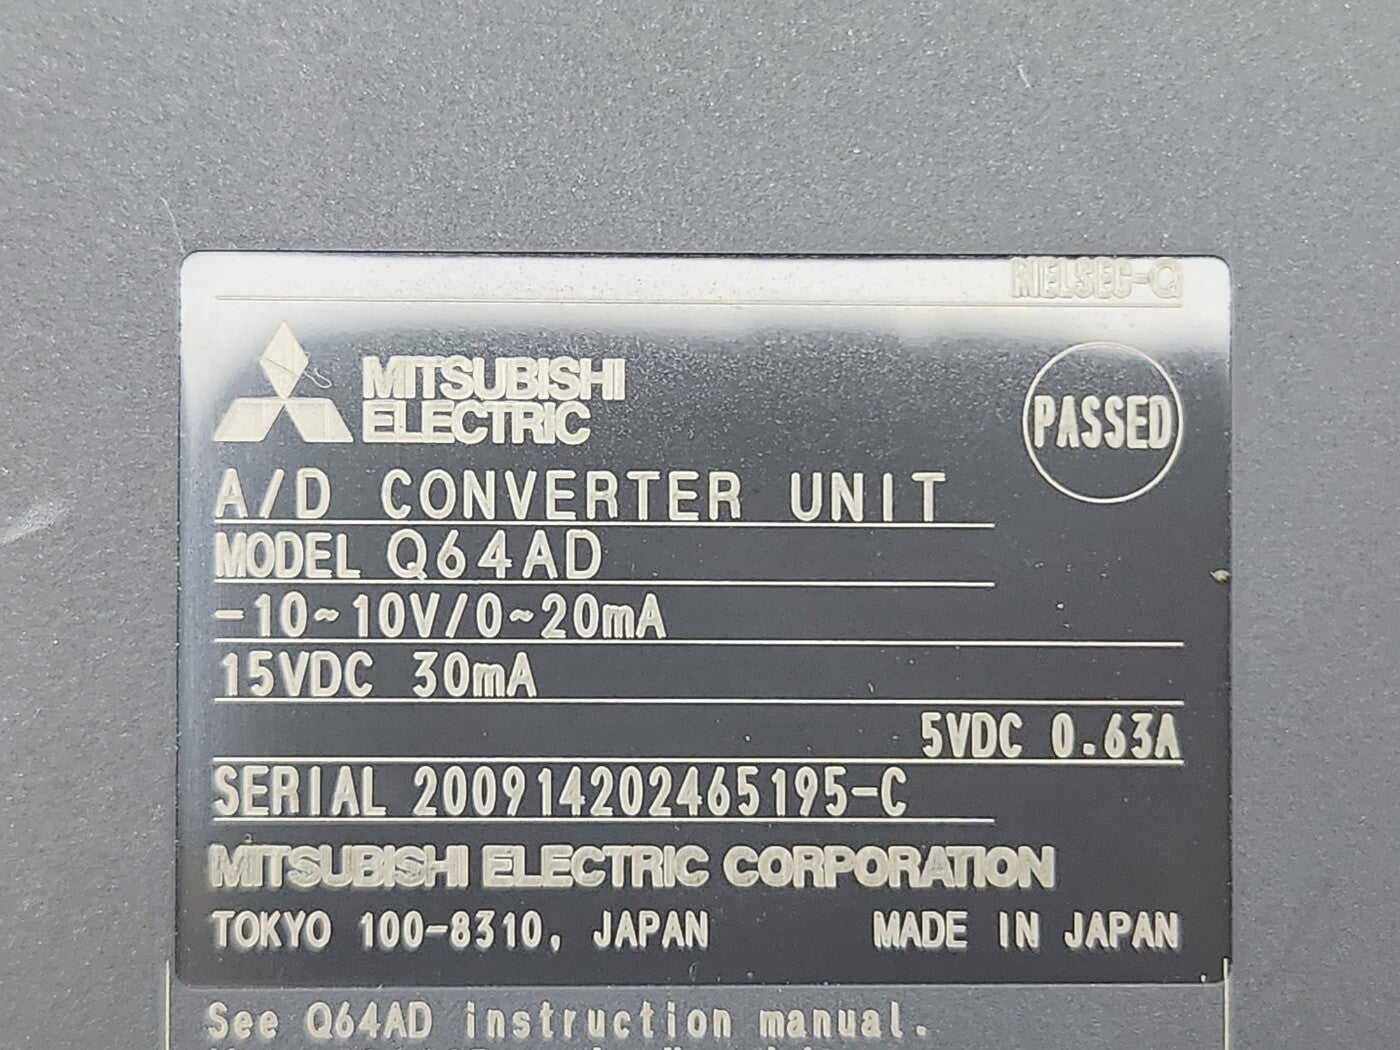 MELSEC-Q
MITSUBISHI
ELECTRIC
PASSED
A/D CONVERTER UNIT
MODEL Q64AD
-10~10V/0~20mA
15VDC 30mA
5VDC 0.63A
SERIAL 200914202465195-C
MITSUBISHI ELECTRIC CORPORATION
TOKYO 100-8310, JAPAN MADE IN JAPAN
See Q64AD instruction manual.